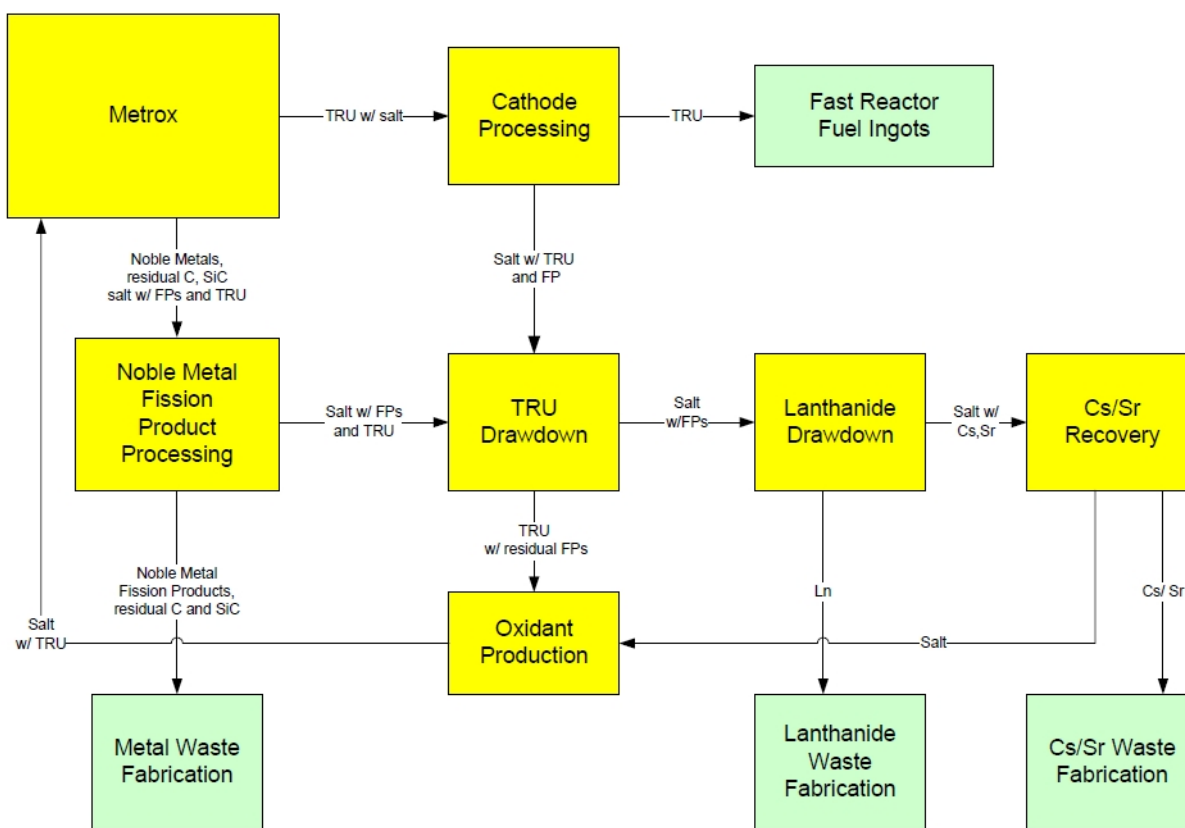 Metrox
TRU w/ salt
Cathode
Processing
TRU
Fast Reactor
Fuel Ingots
Noble Metals,
residual C, SiC
salt w/ FPs and TRU
Salt w/ TRU
and FP
Noble Metal
Fission
Product
Processing
Salt w/ FPs
and TRU
TRU
Drawdown
Salt
w/FPs
Lanthanide
Drawdown
Salt w/
Cs,Sr
Cs/Sr
Recovery
TRU
w/ residual FPs
Noble Metal
Fission Products,
residual C and SiC
Ln
Cs/ Sr
Salt
w/ TRU
Oxidant
Production
Salt
Metal Waste
Fabrication
Lanthanide
Waste
Fabrication
Cs/Sr Waste
Fabrication